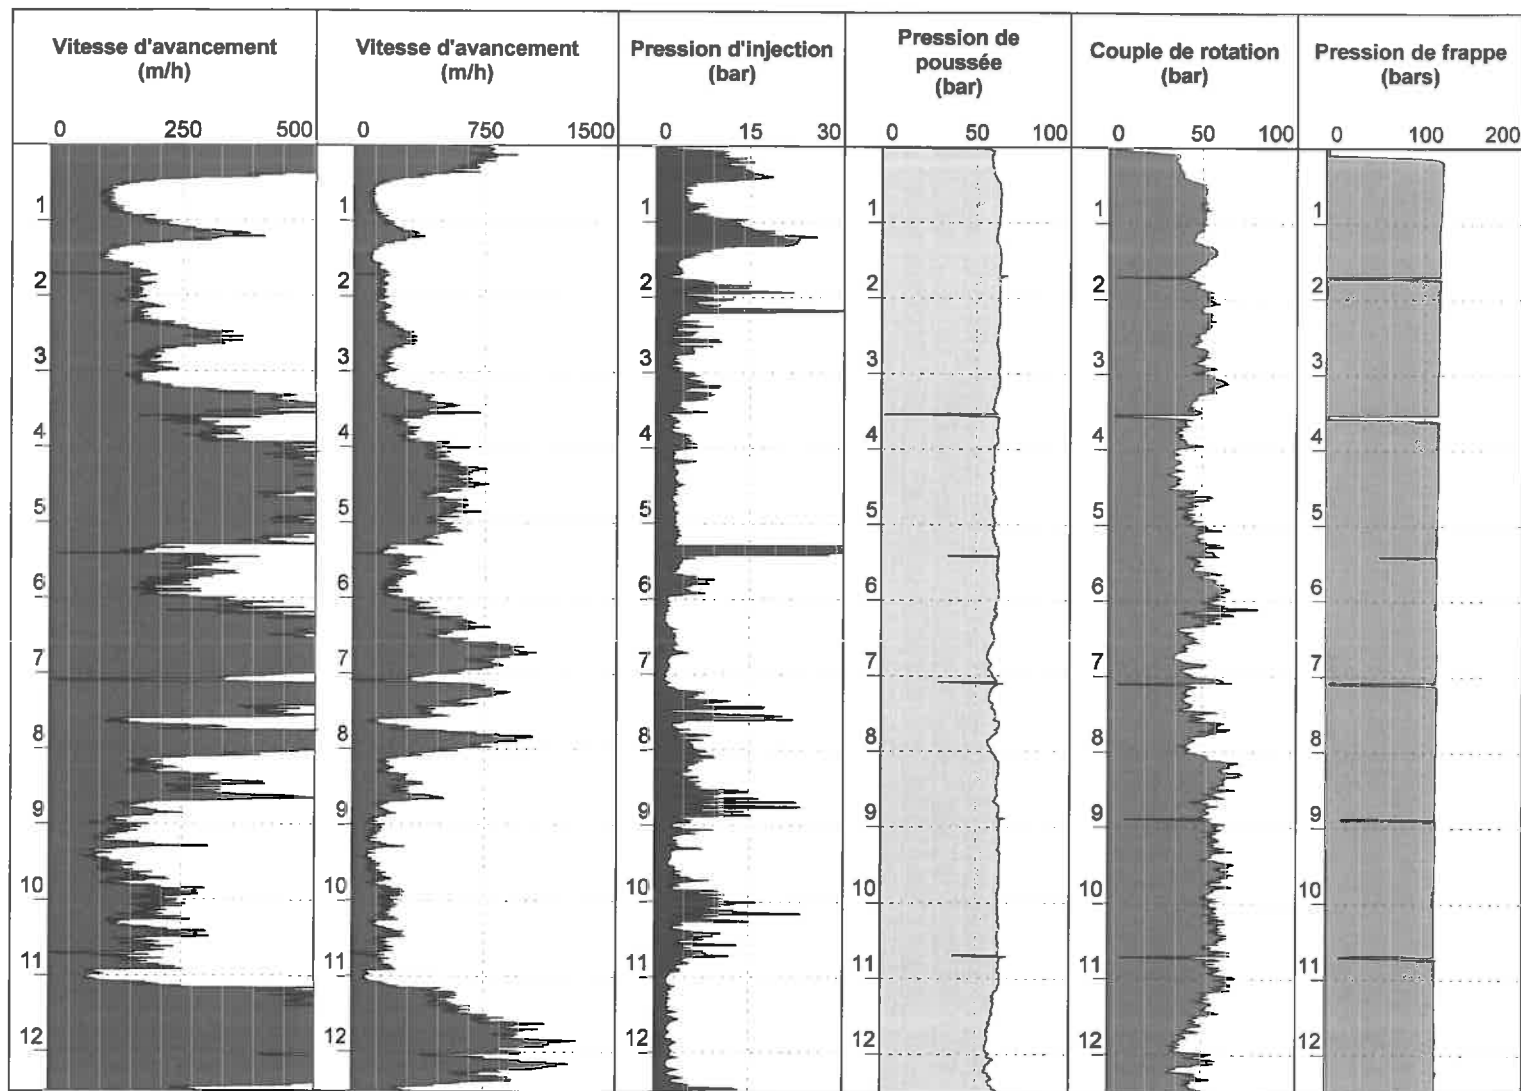 Vitesse d'avancement
(m/h)
Vitesse d'avancement
(m/h)
Pression d'injection
(bar)
Pression de
poussée
(bar)
Couple de rotation
(bar)
Pression de frappe
(bars)
0 250 500
0 750 1500
0 15 30
0 50 100
0 50 100
0 100 200
1 1 1 1 1 1
2 2 2 2 2 2
3 3 3 3 3 3
4 4 4 4 4 4
5 5 5 5 5 5
6 6 6 6 6 6
7 7 7 7 7 7
8 8 8 8 8 8
9 9 9 9 9 9
10 10 10 10 10 10
11 11 11 11 11 11
12 12 12 12 12 12